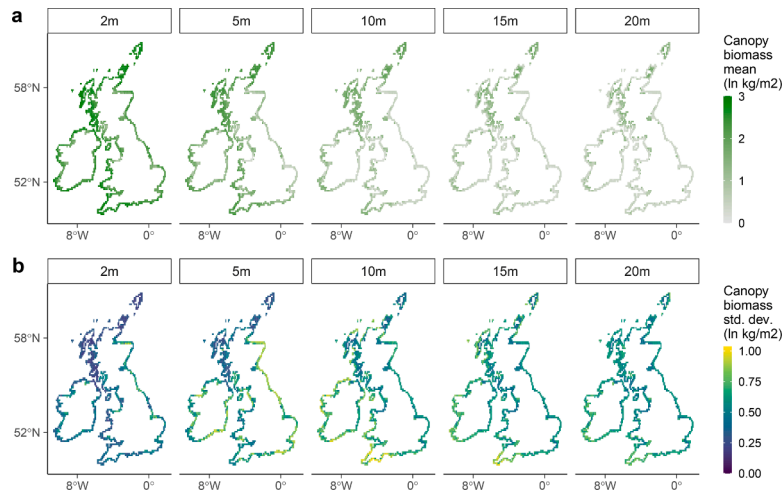 a
2m 5m 10m 15m 20m
Canopy
biomass
mean
(ln kg/m2)
3
2
1
0
58°N
52°N
8°W 0° 8°W 0° 8°W 0° 8°W 0° 8°W 0°
b
2m 5m 10m 15m 20m
Canopy
biomass
std. dev.
(ln kg/m2)
1.00
0.75
0.50
0.25
0.00
58°N
52°N
8°W 0° 8°W 0° 8°W 0° 8°W 0° 8°W 0°